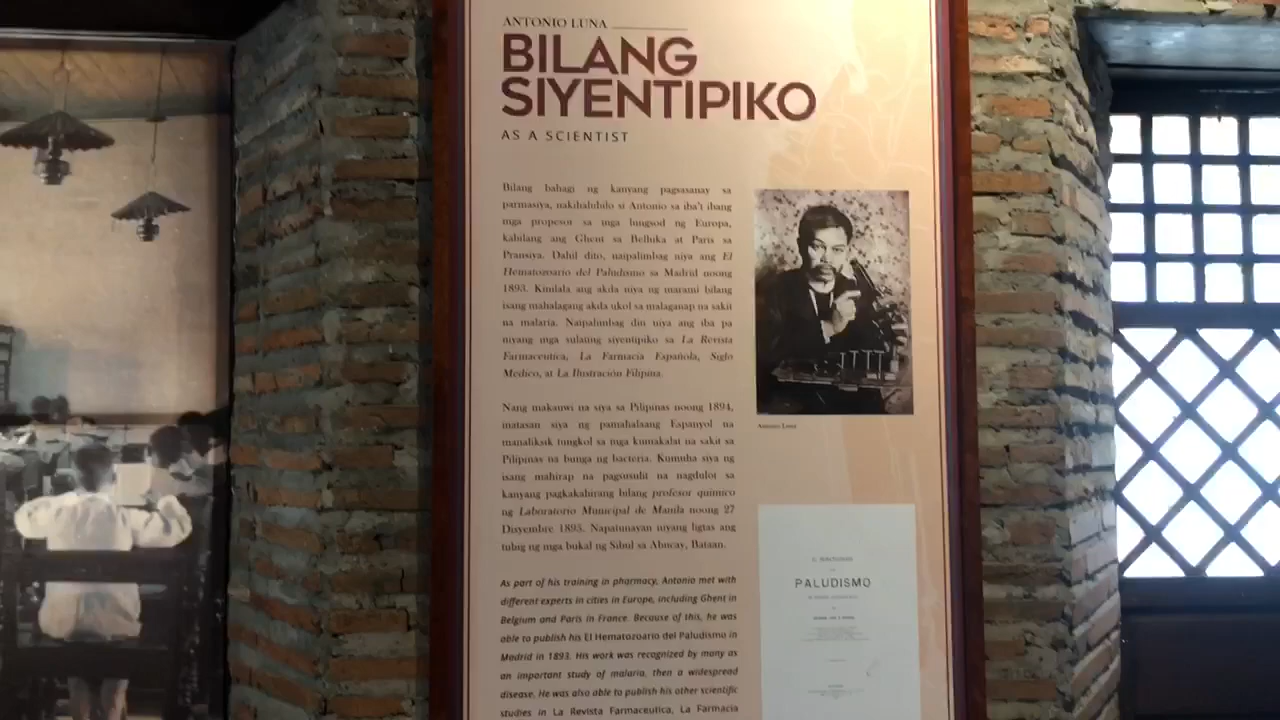 ANTONIO LUNA
BILANG
SIYENTIPIKO
AS A SCIENTIST
Bilang bahagi ng kanyang pagsasanay sa
parmasiya, nakihalubilo si Antonio sa iba't ibang
mga propesor sa mga lungsod ng Europa,
kabilang ang Ghent sa Belhika at Paris sa
Pransiya. Dahil dito, naipalimbag niya ang El
Hematozoario del Paludismo sa Madrid noong
1893. Kinilala ang akda niya ng marami bilang
isang mahalagang akda ukol sa malaganap na sakit
na malaria. Naipalimbag din niya ang iba pa
niyang mga sulating siyentipiko sa La Revista
Farmaceutica, La Farmacia Española, Siglo
Medico, at La Ilustración Filipina.
Nang makauwi na siya sa Pilipinas noong 1894,
inatasan siya ng pamahalaang Espanyol na
manaliksik tungkol sa mga kumakalat na sakit sa
Pilipinas na bunga ng bacteria. Kumuha siya ng
isang mahirap na pagsusulit na nagdulot sa
kanyang pagkakahirang bilang profesor quimico
ng Laboratorio Municipal de Manila noong 27
Disyembre 1895. Napatunayan niyang ligtas ang
tubig ng mga bukal ng Sibul sa Abucay, Bataan.
As part of his training in pharmacy, Antonio met with
different experts in cities in Europe, including Ghent in
Belgium and Paris in France. Because of this, he was
able to publish his El Hematozoario del Paludismo in
Madrid in 1893. His work was recognized by many as
an important study of malaria, then a widespread
disease. He was also able to publish his other scientific
studies in La Revista Farmaceutica, La Farmacia
Antonio Luna
PALUDISMO